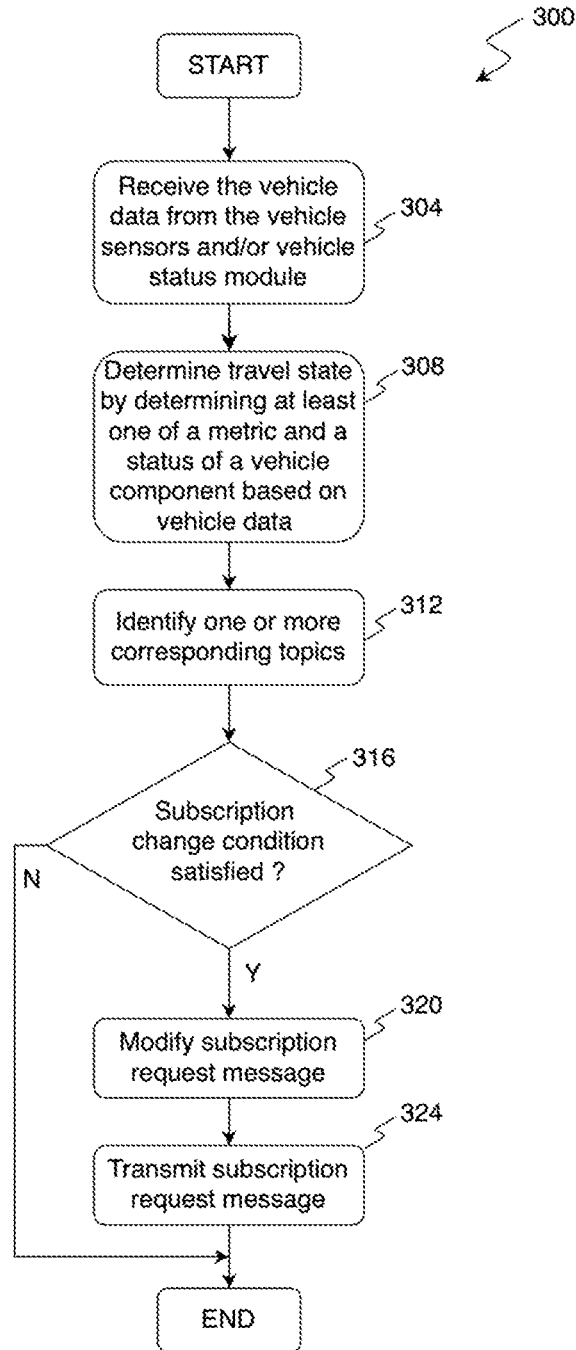 300
START
Receive the vehicle
data from the vehicle
sensors and/or vehicle
status module
304
Determine travel state
by determining at least
one of a metric and a
status of a vehicle
component based on
vehicle data
308
Identify one or more
corresponding topics
312
316
Subscription
change condition
satisfied ?
N
Y
320
Modify subscription
request message
324
Transmit subscription
request message
END